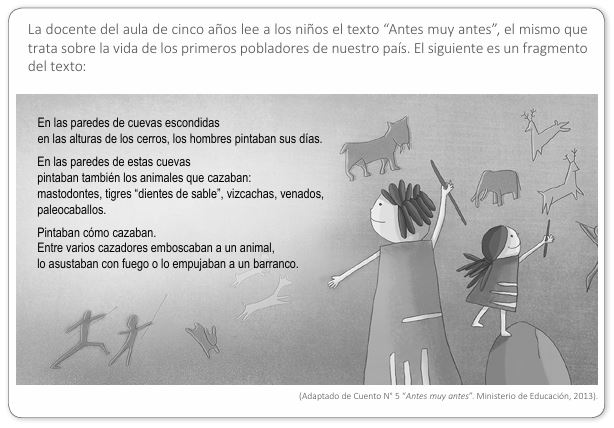 La docente del aula de cinco años lee a los niños el texto “Antes muy antes”, el mismo que
trata sobre la vida de los primeros pobladores de nuestro país. El siguiente es un fragmento
del texto:
En las paredes de cuevas escondidas
en las alturas de los cerros, los hombres pintaban sus días.
En las paredes de estas cuevas
pintaban también los animales que cazaban:
mastodontes, tigres “dientes de sable”, vizcachas, venados,
paleocaballos.
Pintaban cómo cazaban.
Entre varios cazadores emboscaban a un animal,
lo asustaban con fuego o lo empujaban a un barranco.
(Adaptado de Cuento N° 5 “Antes muy antes”. Ministerio de Educación, 2013).